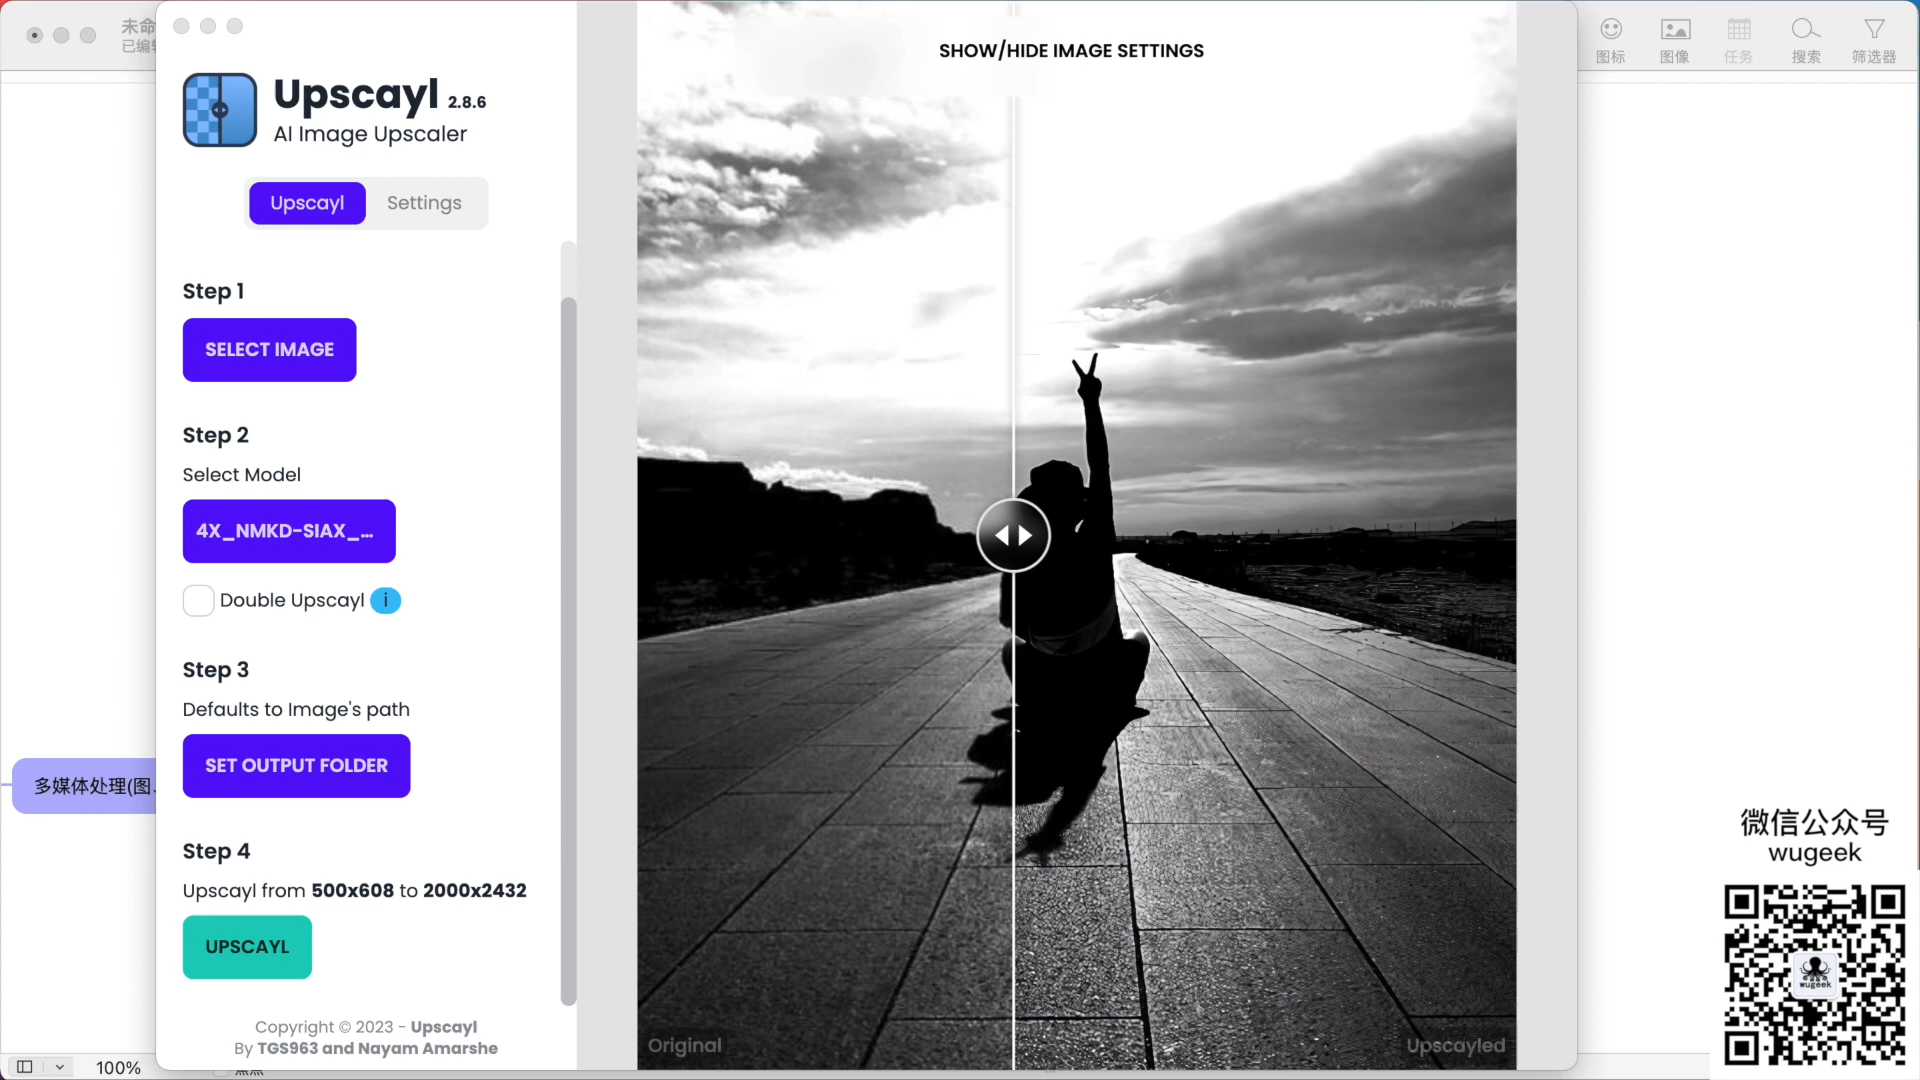 未命
已编辑
图标
图像
任务
搜索
筛选器
Upscayl 2.8.6
AI Image Upscaler
Upscayl
Settings
Step 1
SELECT IMAGE
Step 2
Select Model
4X_NMKD-SIAX_...
Double Upscayl i
Step 3
Defaults to Image's path
SET OUTPUT FOLDER
Step 4
Upscayl from 500x608 to 2000x2432
UPSCAYL
Copyright © 2023 - Upscayl
By TGS963 and Nayam Amarshe
SHOW/HIDE IMAGE SETTINGS
Original
Upscayled
多媒体处理(图
100%
微信公众号
wugeek
wugeek